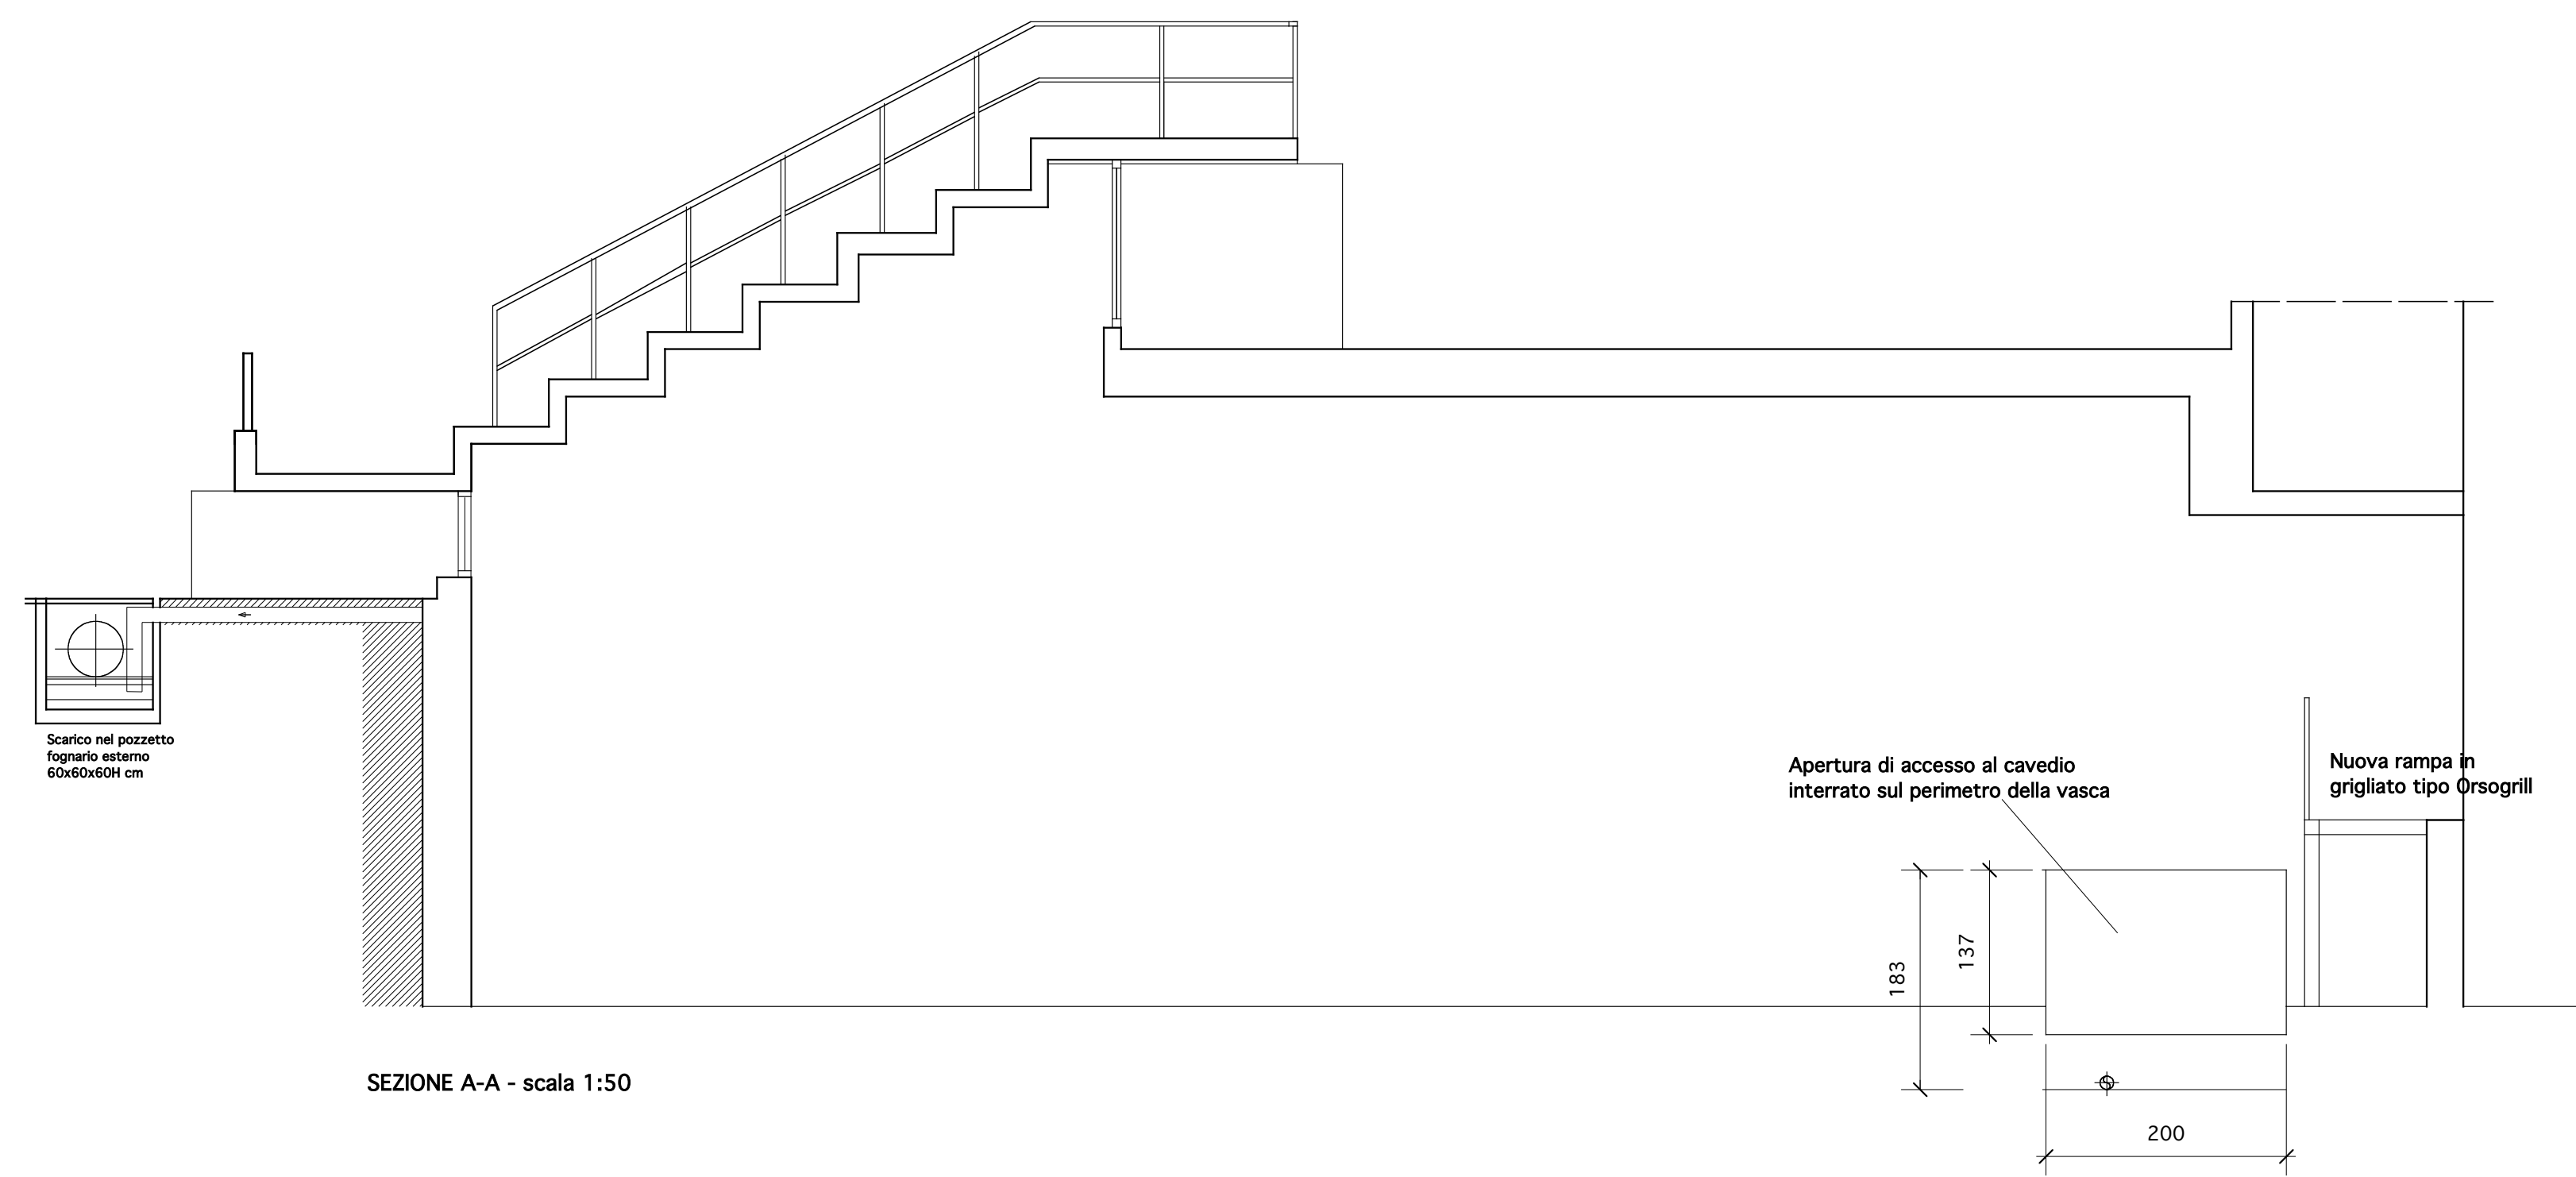 Scarico nel pozzetto
fognario esterno
60x60x60H cm
Apertura di accesso al cavedio
interrato sul perimetro della vasca
Nuova rampa in
grigliato tipo Orsogrill
183
137
200
SEZIONE A-A - scala 1:50